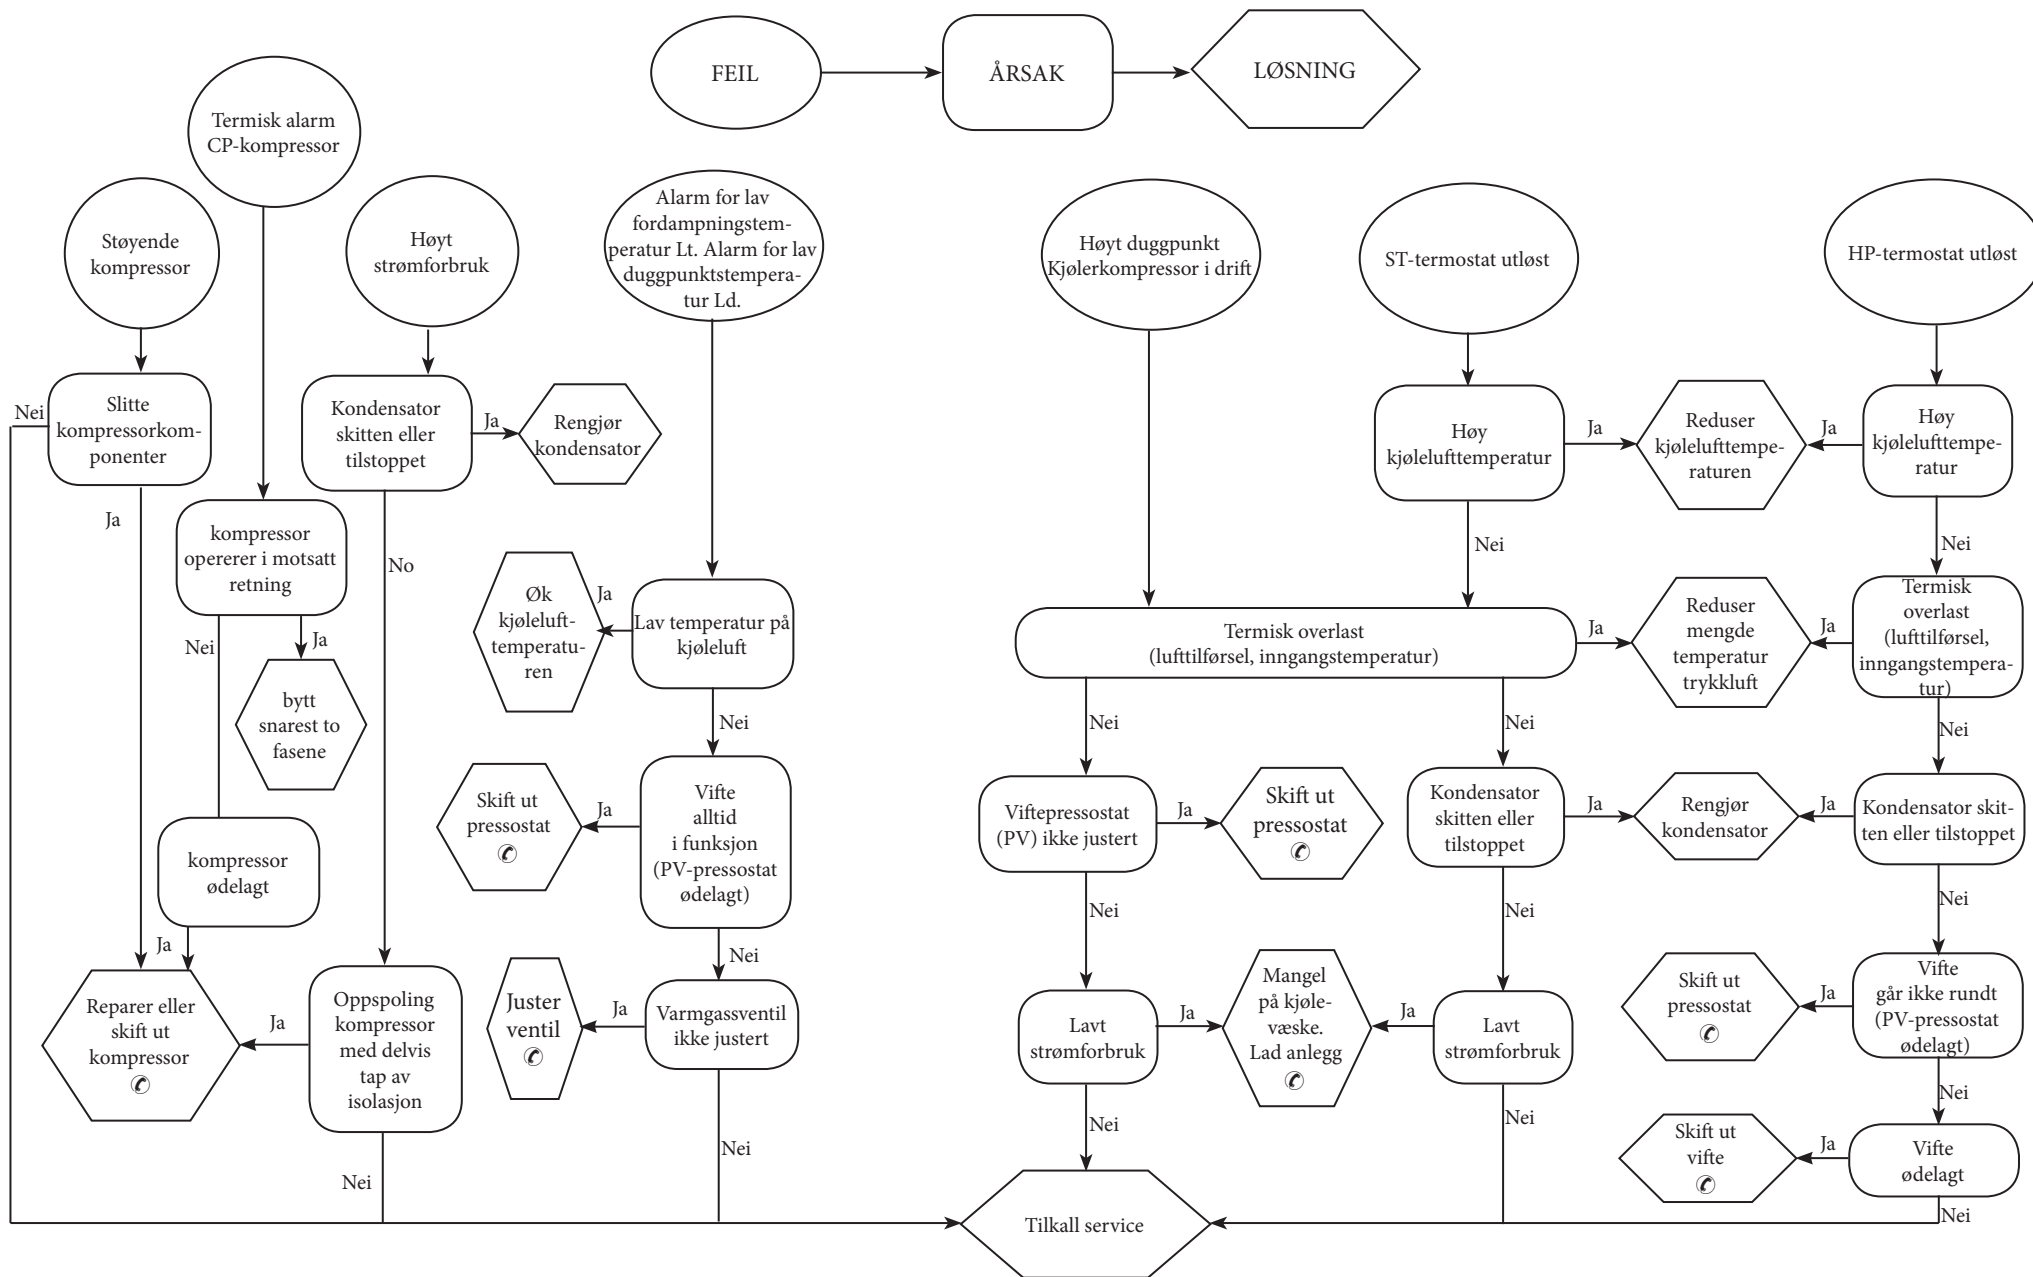 FEIL
ÅRSAK
LØSNING
Termisk alarm
CP-kompressor
Støyende
kompressor
Høyt
strømforbruk
Alarm for lav
fordampningstem-
peratur Lt. Alarm for lav
duggpunktstempera-
tur Ld.
Høyt duggpunkt
Kjølerkompressor i drift
ST-termostat utløst
HP-termostat utløst
Nei
Slitte
kompressorkom-
ponenter
Ja
Kondensator
skitten eller
tilstoppet
Ja
Rengjør
kondensator
No
Høy
kjølelufttemperatur
Ja
Reduser
kjølelufttempe-
raturen
Ja
Høy
kjølelufttempe-
ratur
Nei
Nei
kompressor
opererer i motsatt
retning
Nei
Ja
bytt
snarest to
fasene
Øk
kjøleluft-
temperatu-
ren
Ja
Lav temperatur på
kjøleluft
Nei
Termisk overlast
(lufttilførsel, inngangstemperatur)
Ja
Reduser
mengde
temperatur
trykkluft
Ja
Termisk
overlast
(lufttilførsel,
inngangstempera-
tur)
Nei
Nei
Nei
Skift ut
pressostat
Ja
Vifte
alltid
i funksjon
(PV-pressostat
ødelagt)
Nei
Viftepressostat
(PV) ikke justert
Ja
Skift ut
pressostat
Nei
Kondensator
skitten eller
tilstoppet
Ja
Rengjør
kondensator
Ja
Kondensator skit-
ten eller tilstoppet
Nei
Nei
kompressor
ødelagt
Ja
Reparer eller
skift ut
kompressor
Ja
Oppspoling
kompressor
med delvis
tap av
isolasjon
Nei
Juster
ventil
Ja
Varmgassventil
ikke justert
Nei
Lavt
strømforbruk
Ja
Mangel
på kjøle-
væske.
Lad anlegg
Ja
Lavt
strømforbruk
Nei
Nei
Skift ut
pressostat
Ja
Vifte
går ikke rundt
(PV-pressostat
ødelagt)
Nei
Skift ut
vifte
Ja
Vifte
ødelagt
Nei
Tilkall service